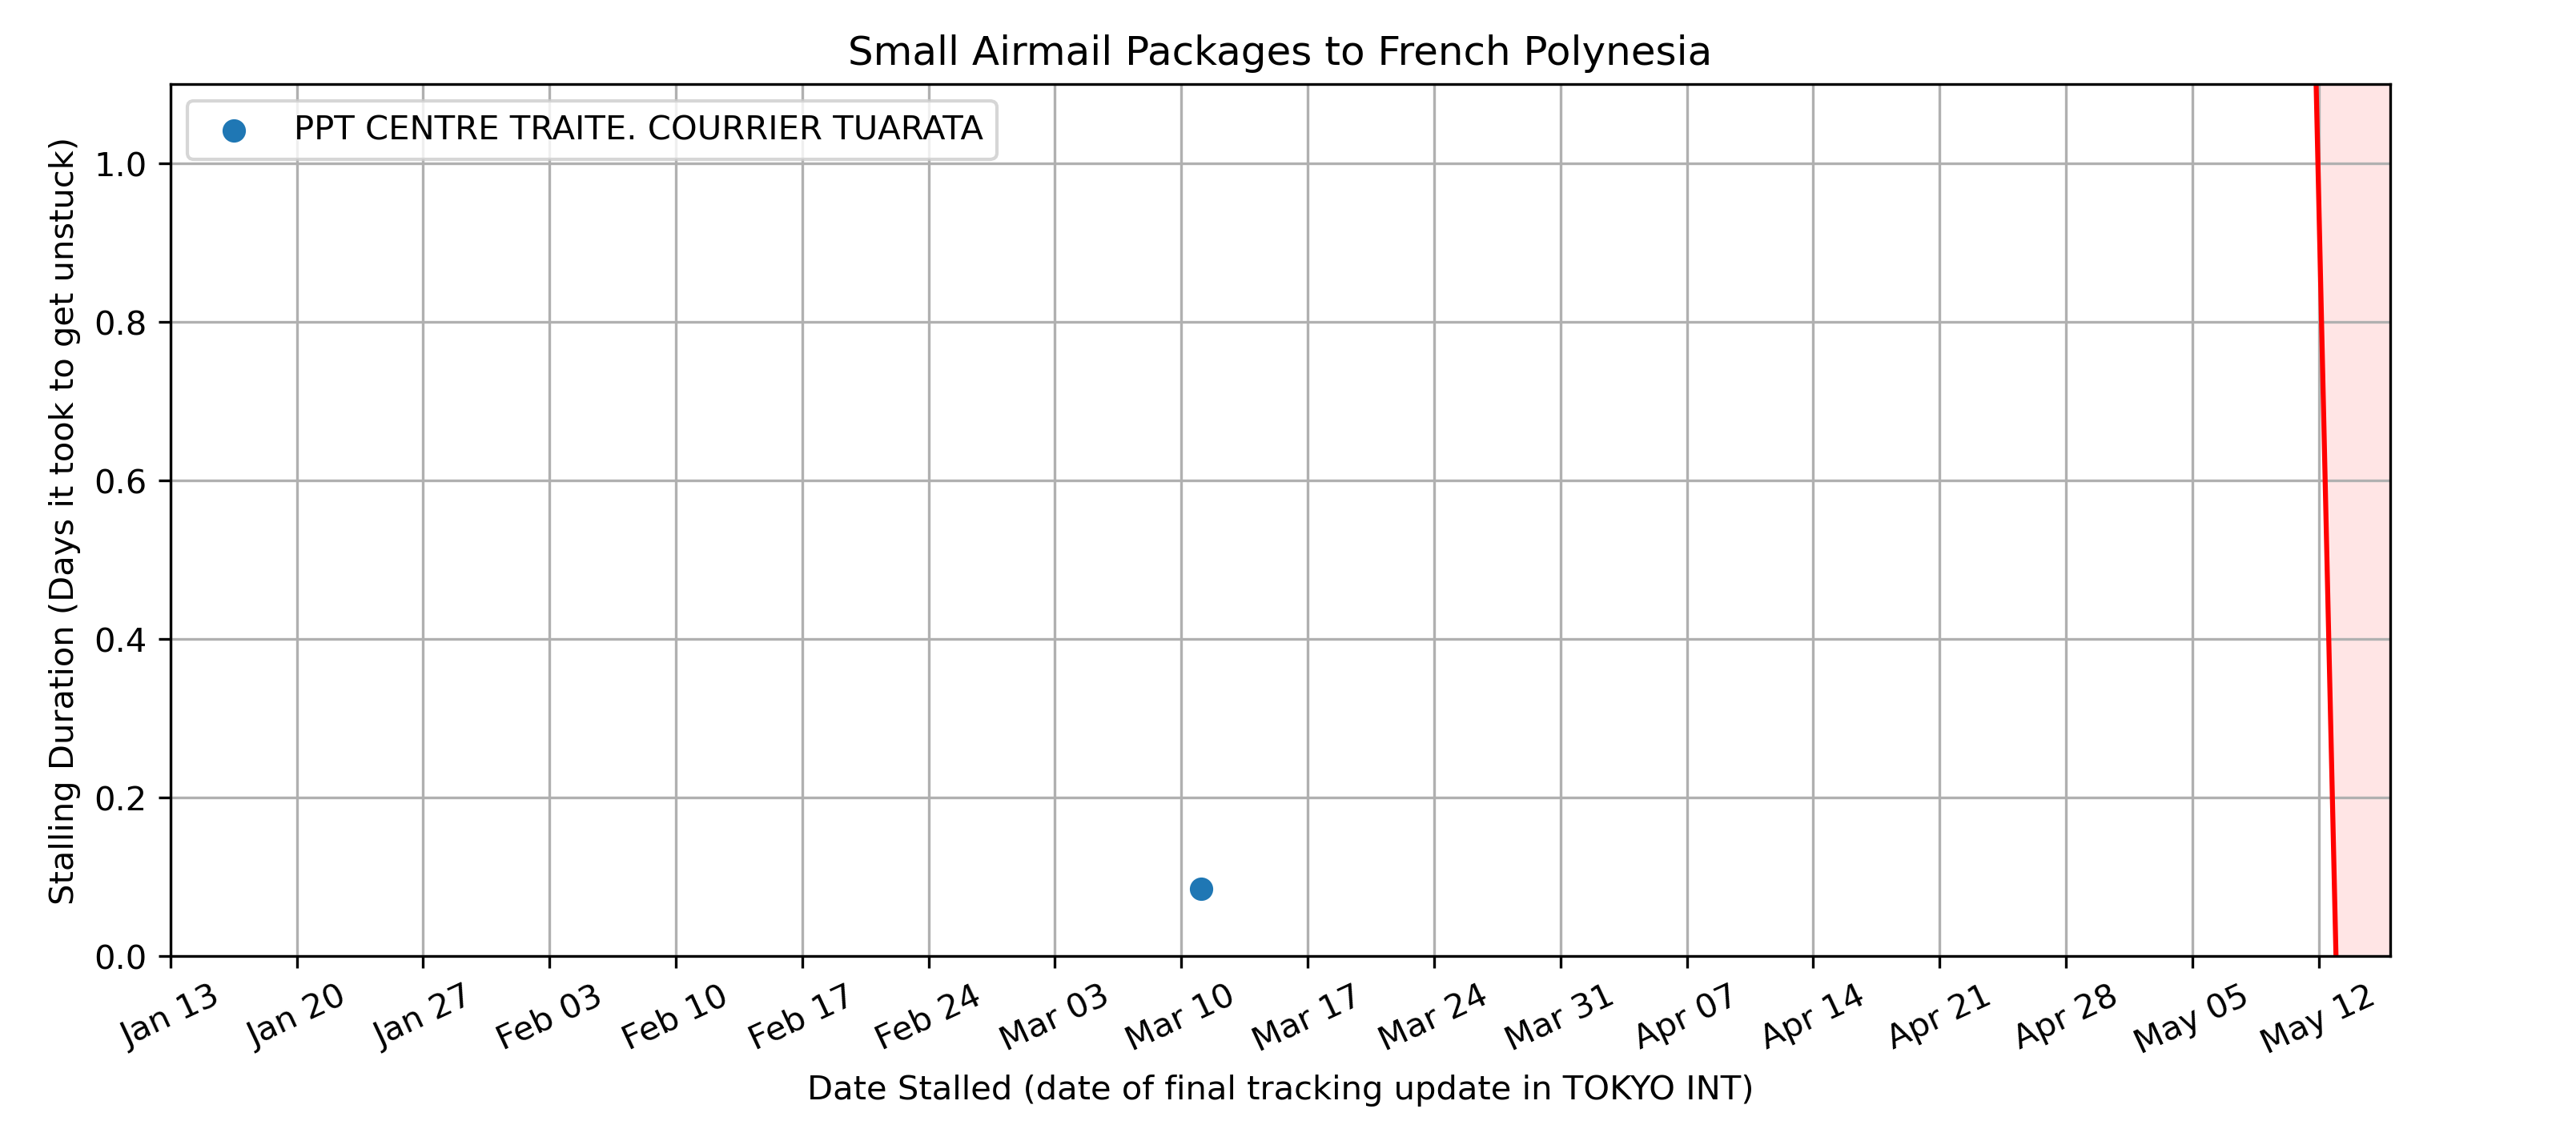 Small Airmail Packages to French Polynesia
PPT CENTRE TRAITE. COURRIER TUARATA
Stalling Duration (Days it took to get unstuck)
1.0
0.8
0.6
0.4
0.2
0.0
Jan 13 Jan 20 Jan 27 Feb 03 Feb 10 Feb 17 Feb 24 Mar 03 Mar 10 Mar 17 Mar 24 Mar 31 Apr 07 Apr 14 Apr 21 Apr 28 May 05 May 12
Date Stalled (date of final tracking update in TOKYO INT)